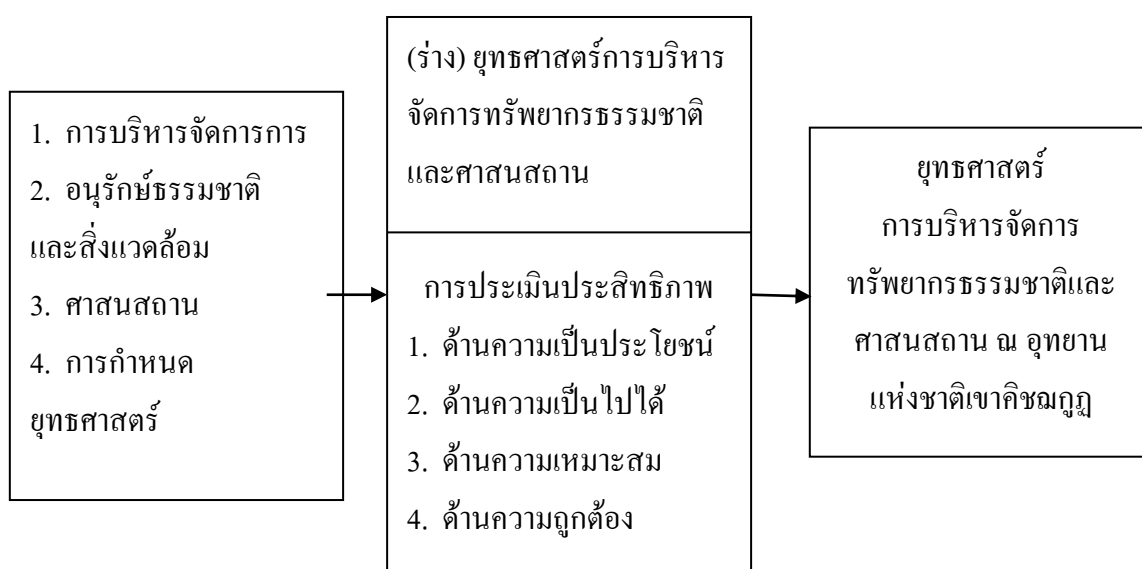 1. การบริหารจัดการการ
2. อนุรักษ์ธรรมชาติ
และสิ่งแวดล้อม
3. ศาสนสถาน
4. การกำหนด
ยุทธศาสตร์
(ร่าง) ยุทธศาสตร์การบริหาร
จัดการทรัพยากรธรรมชาติ
และศาสนสถาน
การประเมินประสิทธิภาพ
1. ด้านความเป็นประโยชน์
2. ด้านความเป็นไปได้
3. ด้านความเหมาะสม
4. ด้านความถูกต้อง
ยุทธศาสตร์
การบริหารจัดการ
ทรัพยากรธรรมชาติและ
ศาสนสถาน ณ อุทยาน
แห่งชาติเขาคิชฌกูฏ